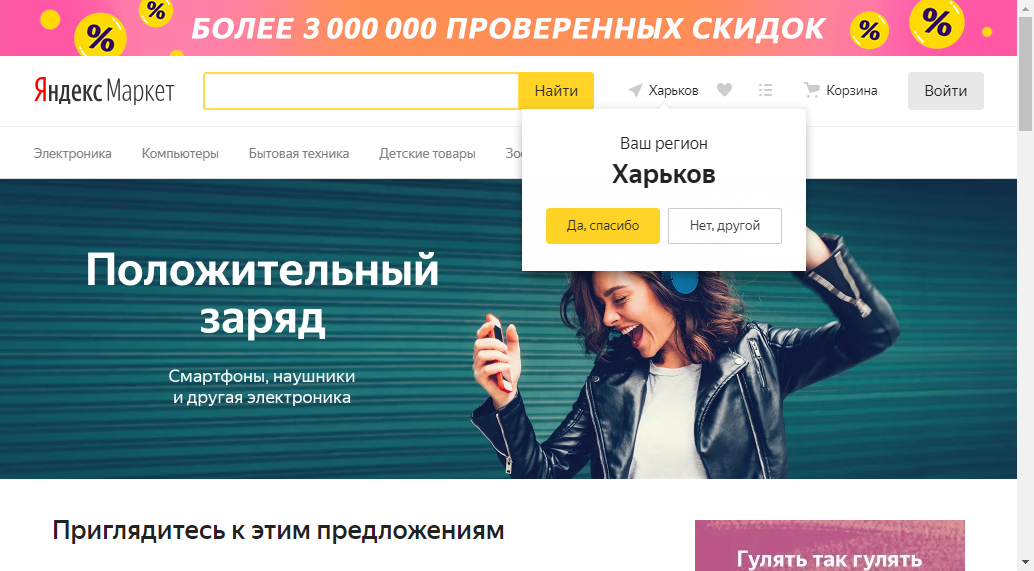 БОЛЕЕ 3 000 000 ПРОВЕРЕННЫХ СКИДОК
Яндекс Маркет
Найти
Харьков
Корзина
Войти
Электроника
Компьютеры
Бытовая техника
Детские товары
Ваш регион
Харьков
Да, спасибо
Нет, другой
Положительный
заряд
Смартфоны, наушники
и другая электроника
Приглядитесь к этим предложениям
Гулять так гулять